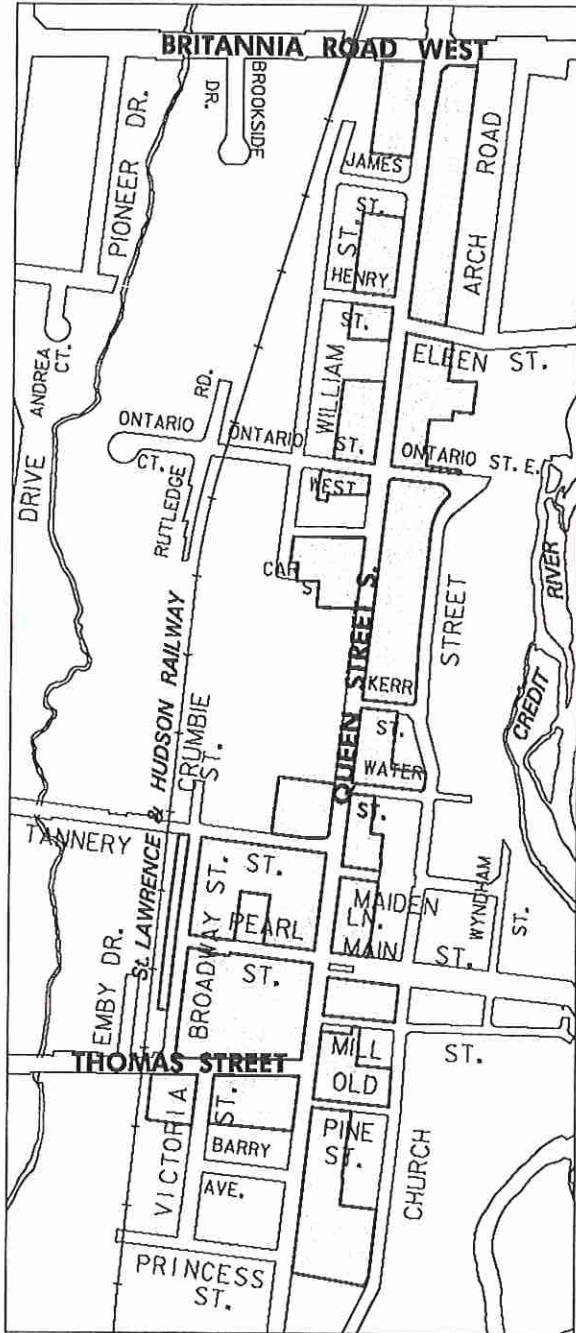 BRITANNIA ROAD WEST
PIONEER DR.
BROOKSIDE
DR.
JAMES
ST.
ARCH ROAD
HENRY
ST.
WILLIAM
ST.
ELEEN ST.
ANDREA
CT.
DRIVE
ONTARIO
CT.
RUTLEDGE
RD.
ONTARIO
ST.
WEST
ONTARIO ST. E.
CAR
S
QUEEN STREET S.
STREET
RIVER
CREDIT
KERR
ST.
WATER
ST.
ST. LAWRENCE & HUDSON RAILWAY
CRUMBIE
ST.
TANNERY
ST.
BROADWAY ST.
PEARL
ST.
MAIDEN
LN.
MAIN
ST.
WYNDHAM
ST.
EMBY DR.
THOMAS STREET
MILL
ST.
OLD
PINE
ST.
VICTORIA
ST.
BARRY
AVE.
CHURCH
PRINCESS
ST.